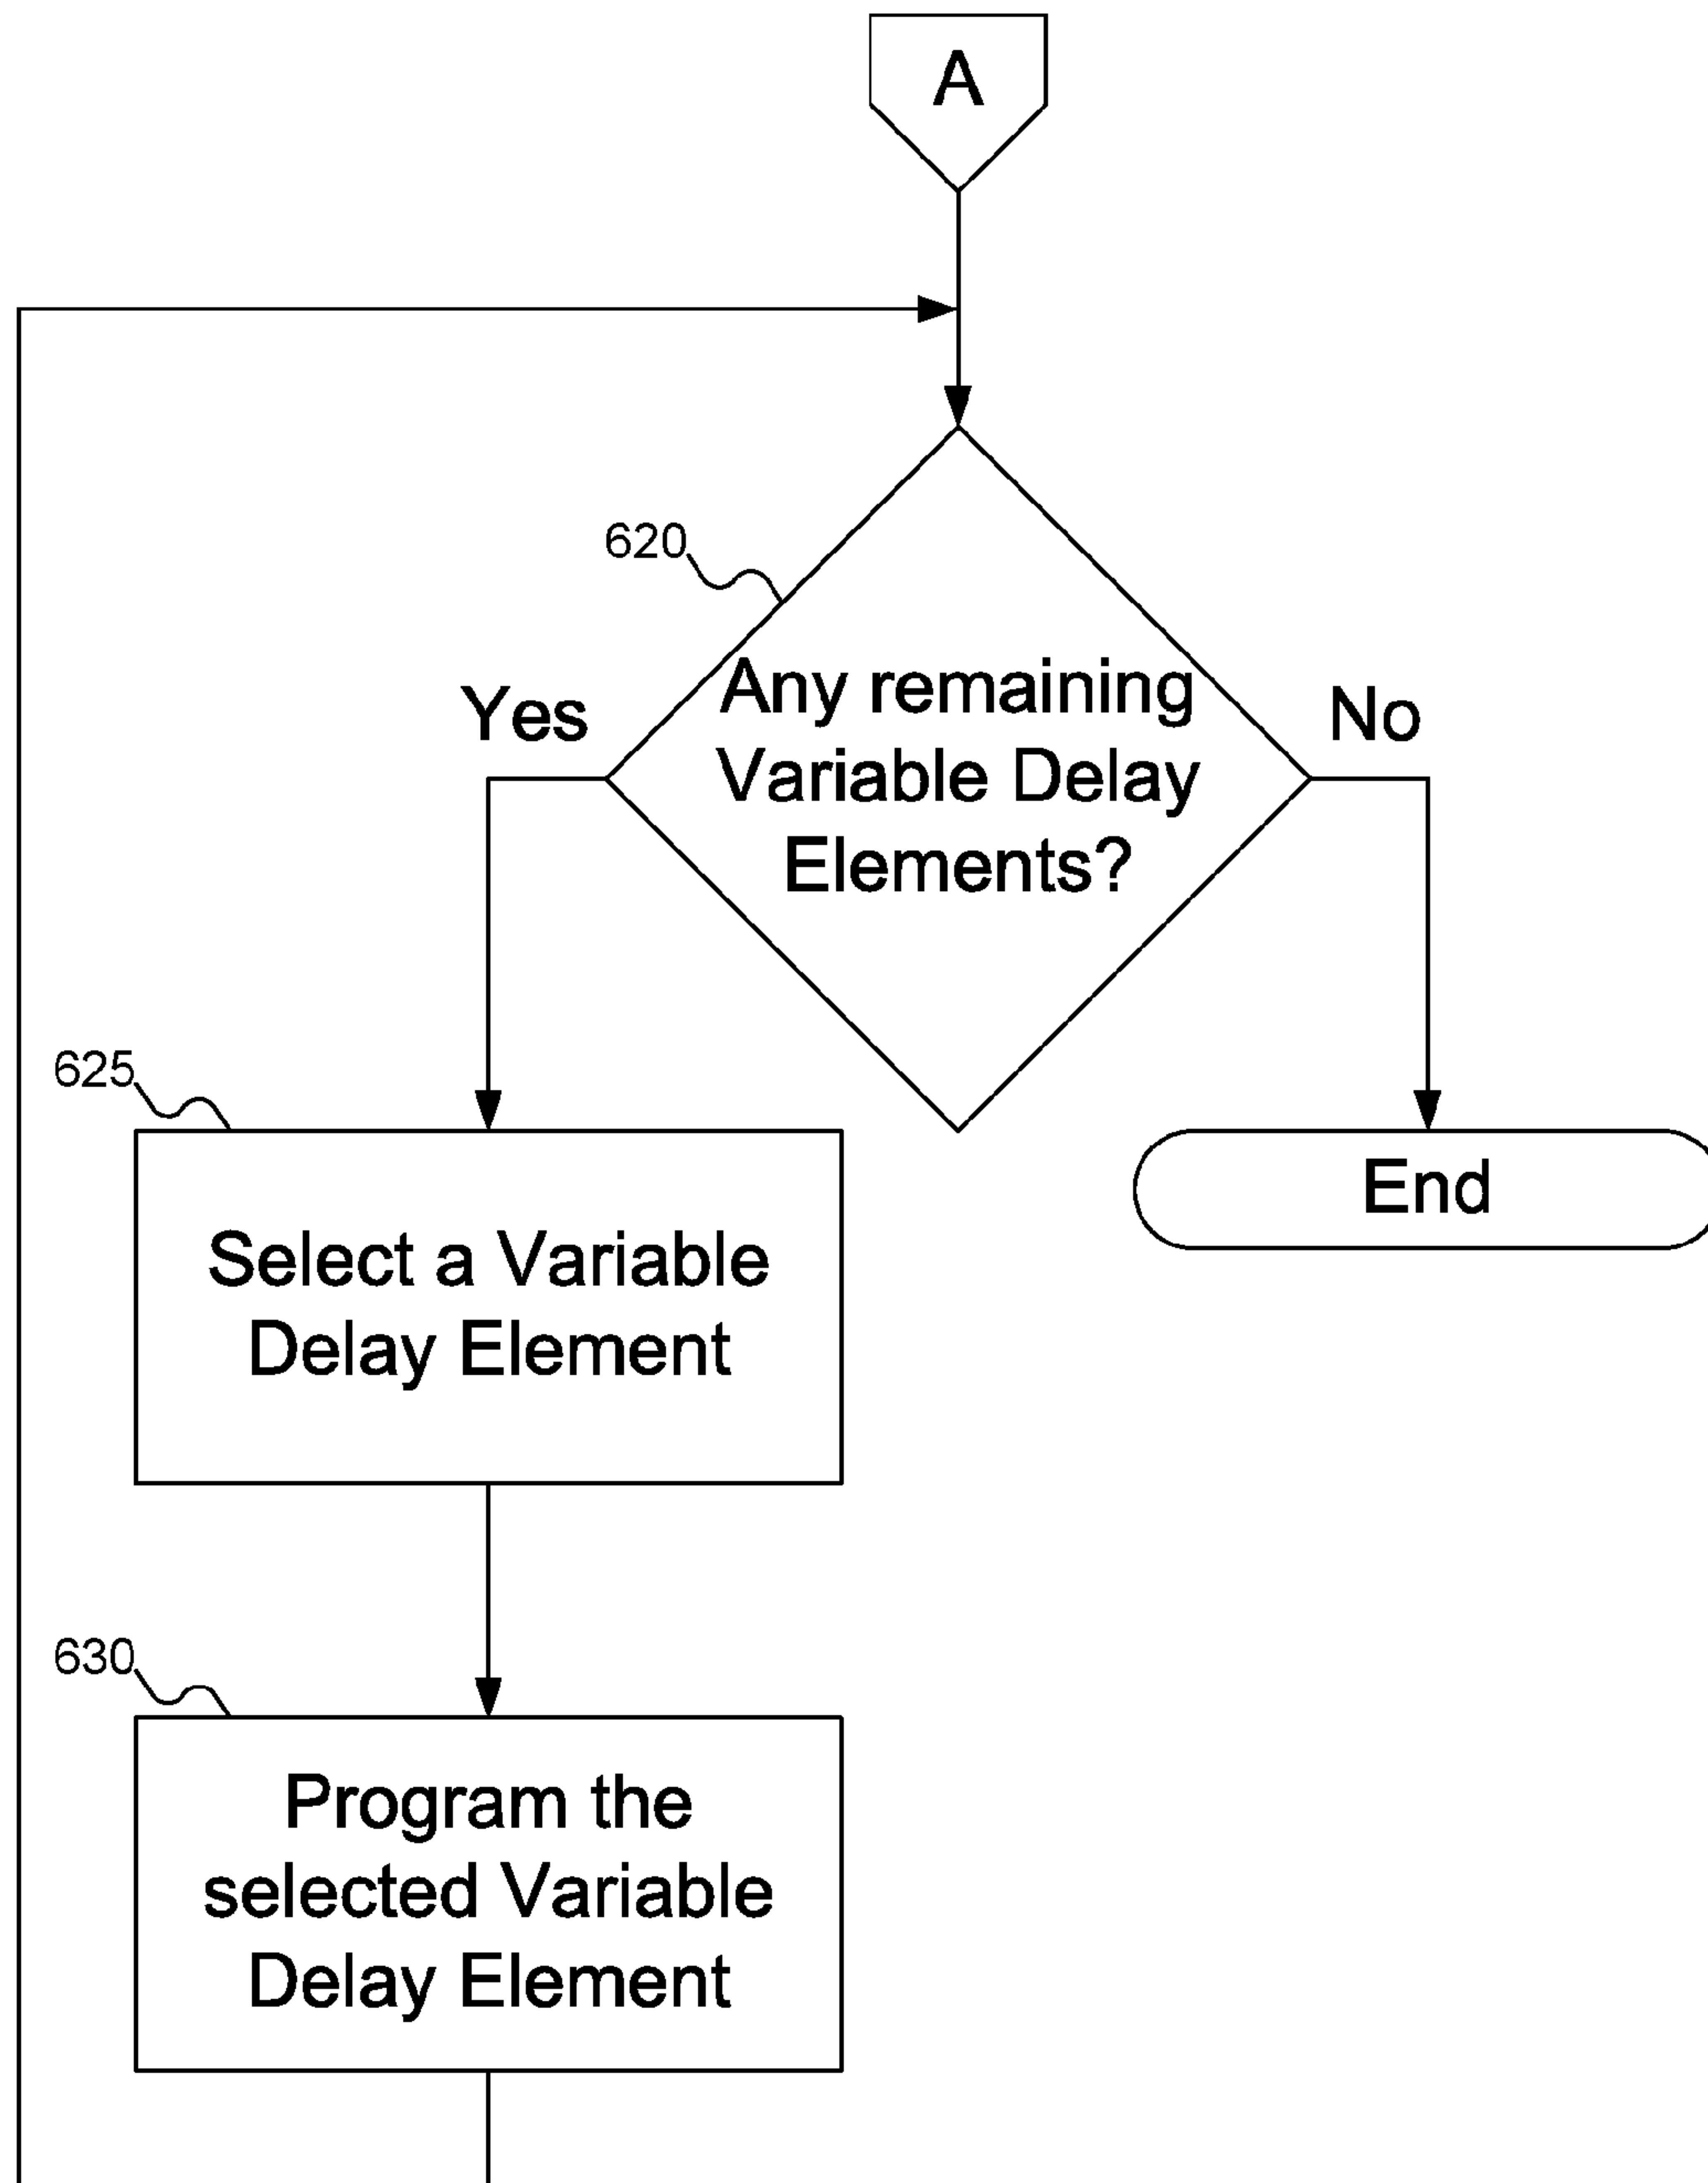 A
620
Yes
Any remaining
Variable Delay
Elements?
No
625
Select a Variable
Delay Element
End
630
Program the
selected Variable
Delay Element